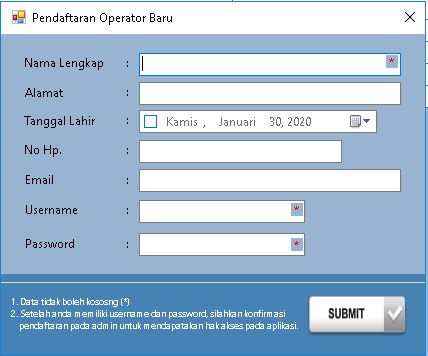 Pendaftaran Operator Baru
Nama Lengkap : *
Alamat :
Tanggal Lahir : Kamis , Januari 30, 2020
No Hp. :
Email :
Username : *
Password : *
1. Data tidak boleh kososng (*)
2. Setelah anda memiliki username dan password, silahkan konfirmasi
pendaftaran pada admin untuk mendapatakan hak akses pada aplikasi.
SUBMIT